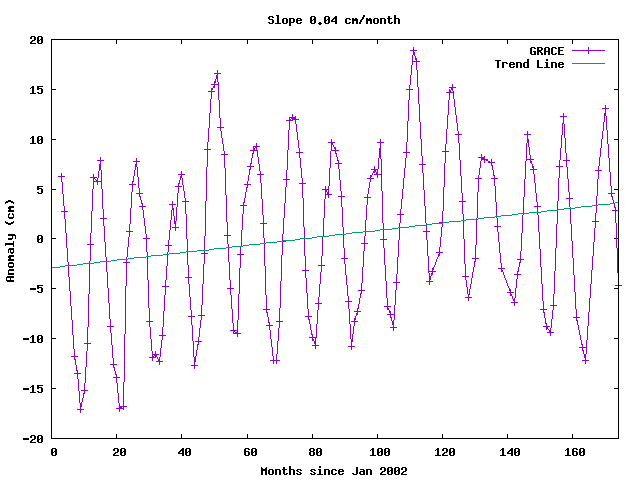 Slope 0.04 cm/month
GRACE
Trend Line
20
15
10
5
0
-5
-10
-15
-20
Anomaly (cm)
0 20 40 60 80 100 120 140 160
Months since Jan 2002